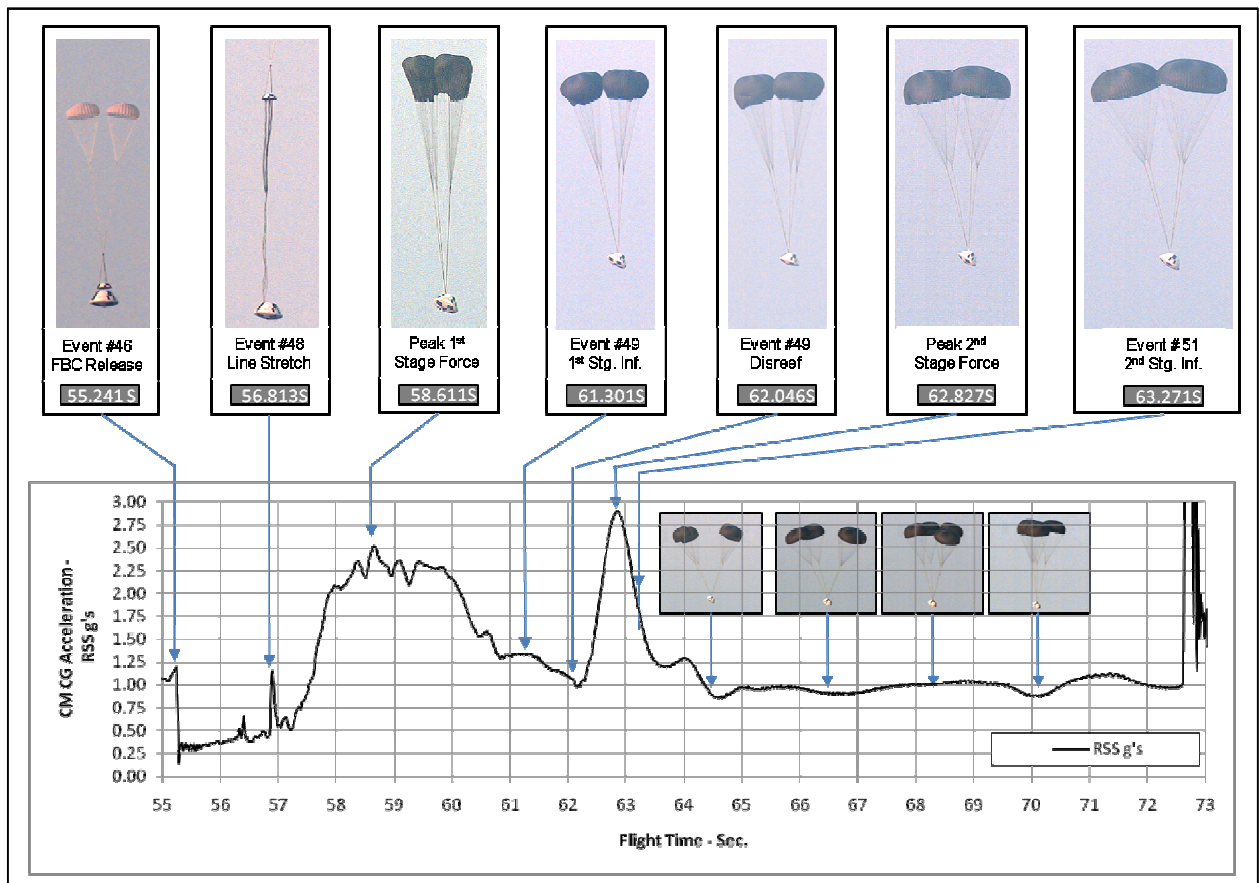 Event #46
FBC Release
55.241S
Event #48
Line Stretch
56.813S
Peak 1st
Stage Force
58.611S
Event #49
1st Stg. Inf.
61.301S
Event #49
Disreef
62.046S
Peak 2nd
Stage Force
62.827S
Event #51
2nd Stg. Inf.
63.271S
CM CG Acceleration -
RSS g's
3.00
2.75
2.50
2.25
2.00
1.75
1.50
1.25
1.00
0.75
0.50
0.25
0.00
RSS g's
55 56 57 58 59 60 61 62 63 64 65 66 67 68 69 70 71 72 73
Flight Time - Sec.